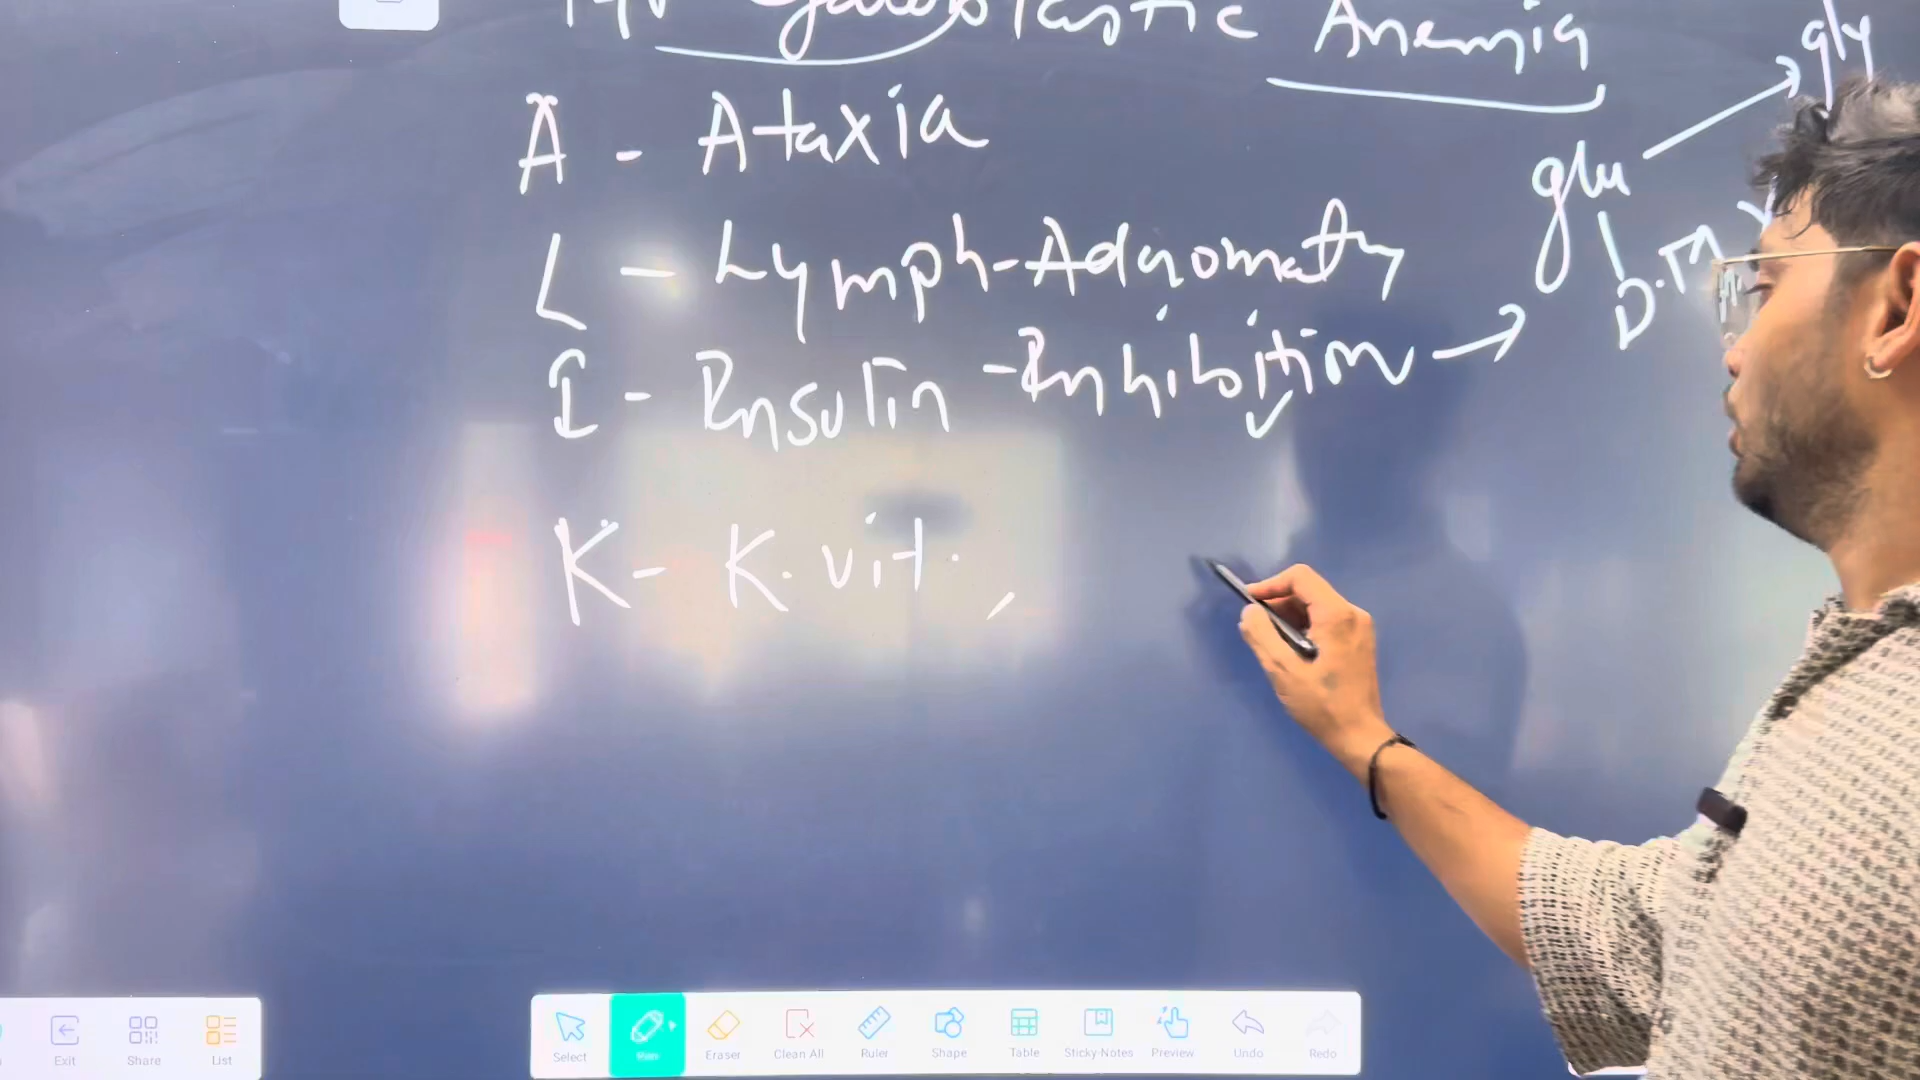 Anemia
gly
A - Ataxia
glu
L - Lymph-Adynomathy
D.M
I - Insulin - Inhibition →
K - K. vit.
Exit Share List
Select Eraser Clean All Ruler Shape Table Sticky Notes Preview Undo Redo